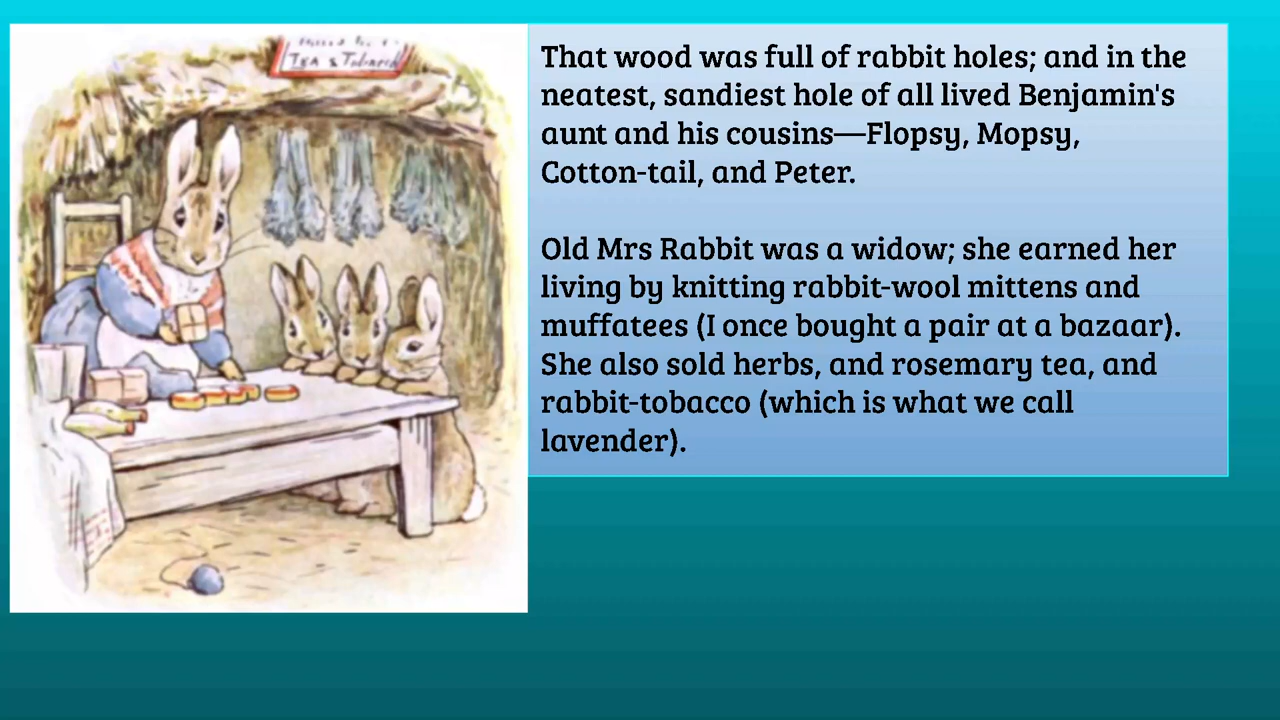 TEA & Tobacco
That wood was full of rabbit holes; and in the
neatest, sandiest hole of all lived Benjamin's
aunt and his cousins—Flopsy, Mopsy,
Cotton-tail, and Peter.
Old Mrs Rabbit was a widow; she earned her
living by knitting rabbit-wool mittens and
muffatees (I once bought a pair at a bazaar).
She also sold herbs, and rosemary tea, and
rabbit-tobacco (which is what we call
lavender).